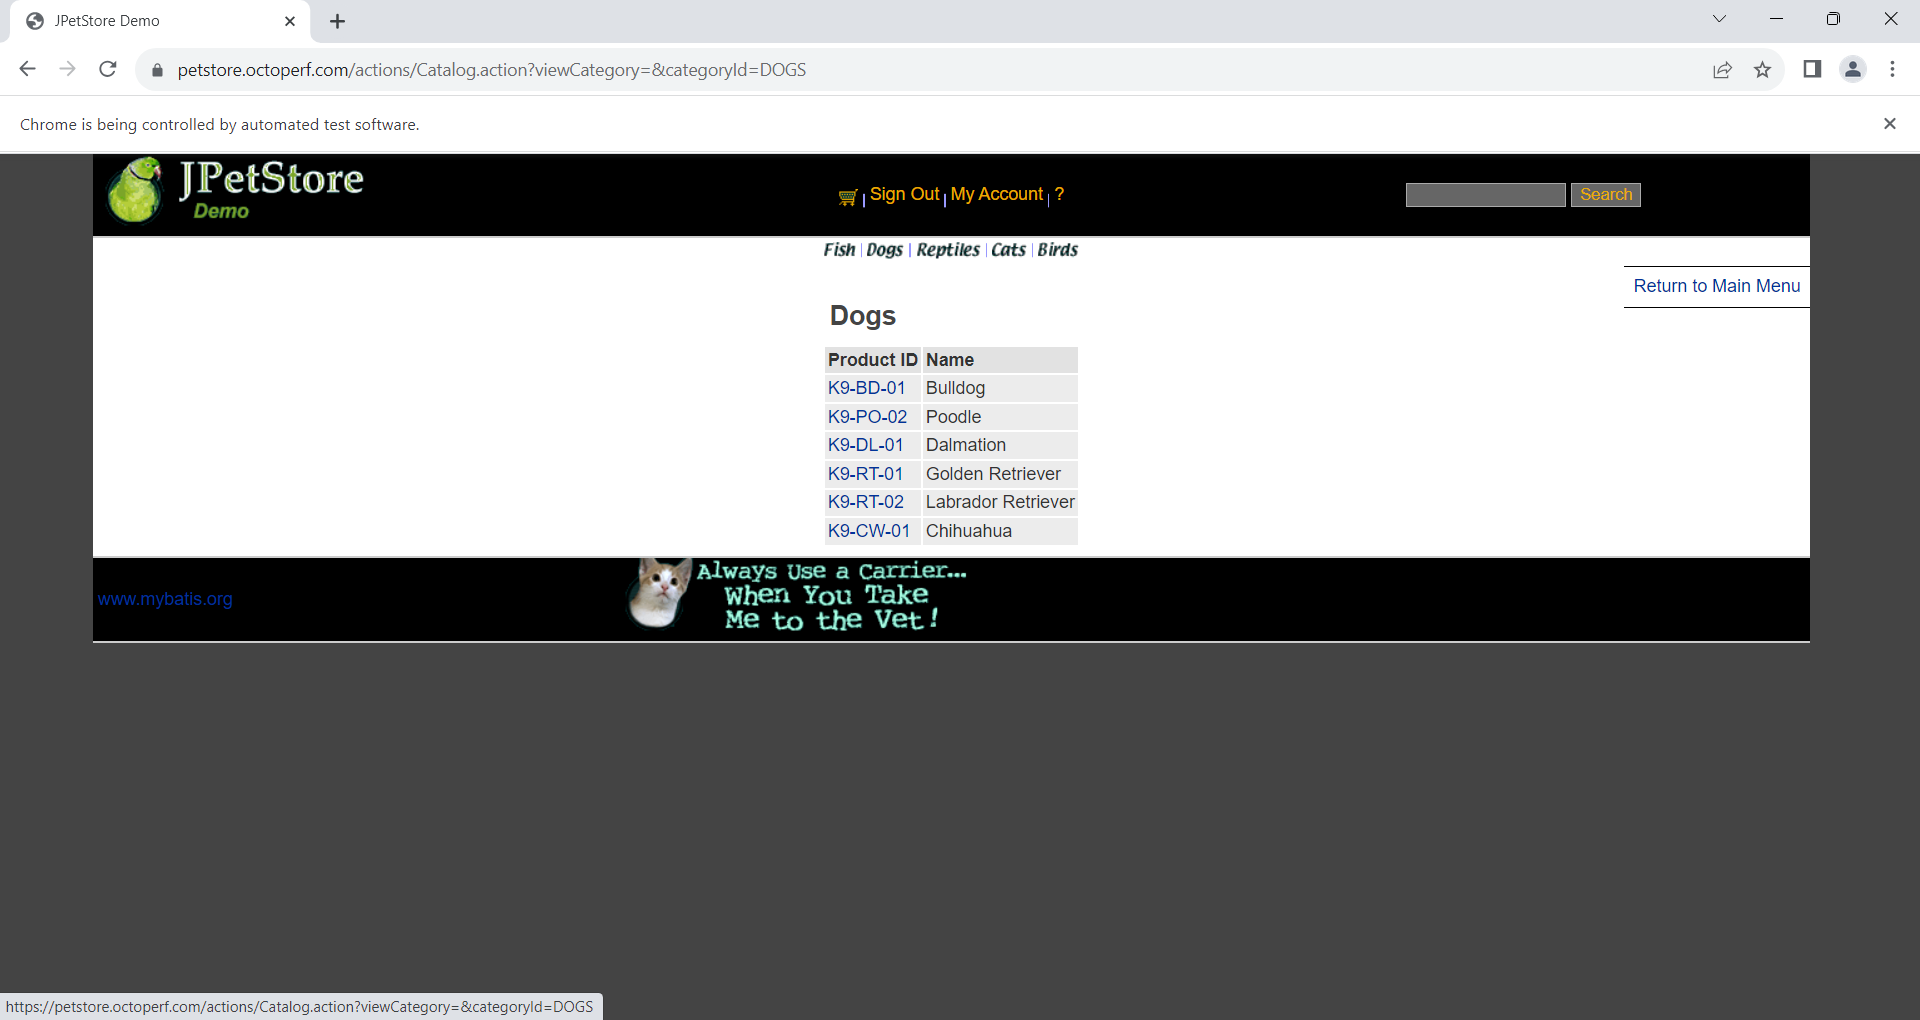 JPetStore Demo
petstore.octoperf.com/actions/Catalog.action?viewCategory=&categoryId=DOGS
Chrome is being controlled by automated test software.
JPetStore
Demo
| Sign Out | My Account | ?
Search
Fish | Dogs | Reptiles | Cats | Birds
Return to Main Menu
Dogs
Product ID Name
K9-BD-01 Bulldog
K9-PO-02 Poodle
K9-DL-01 Dalmation
K9-RT-01 Golden Retriever
K9-RT-02 Labrador Retriever
K9-CW-01 Chihuahua
www.mybatis.org
Always Use a Carrier...
When You Take
Me to the Vet!
https://petstore.octoperf.com/actions/Catalog.action?viewCategory=&categoryId=DOGS